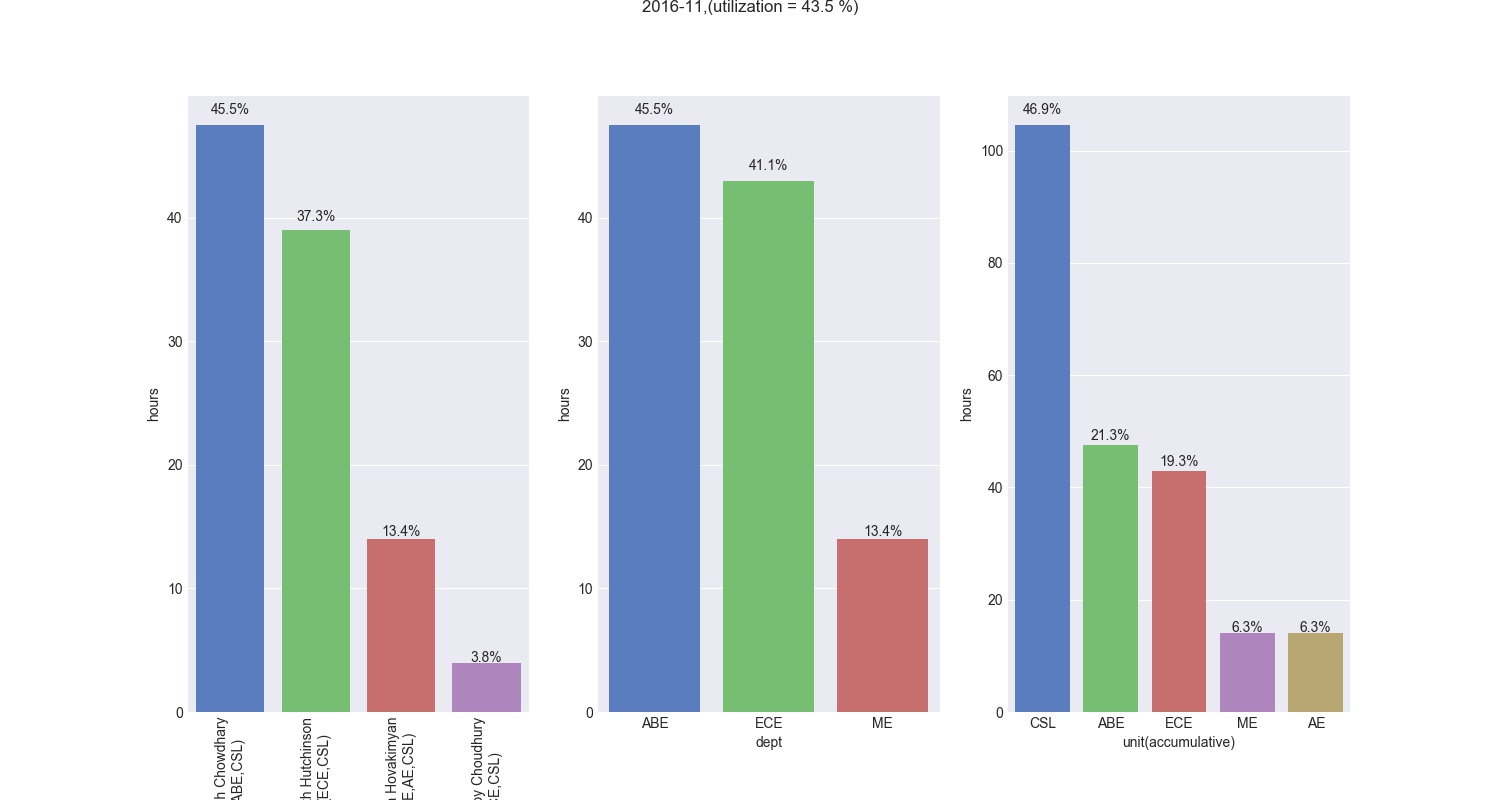 2016-11,(utilization = 43.5 %)
45.5%
37.3%
13.4%
3.8%
hours
40
30
20
10
0
Chowdhary
ABE,CSL)
Hutchinson
ECE,CSL)
Hovakimyan
E,AE,CSL)
Choudhury
E,CSL)
45.5%
41.1%
13.4%
hours
40
30
20
10
0
ABE ECE ME
dept
46.9%
21.3%
19.3%
6.3%
6.3%
hours
100
80
60
40
20
0
CSL ABE ECE ME AE
unit(accumulative)